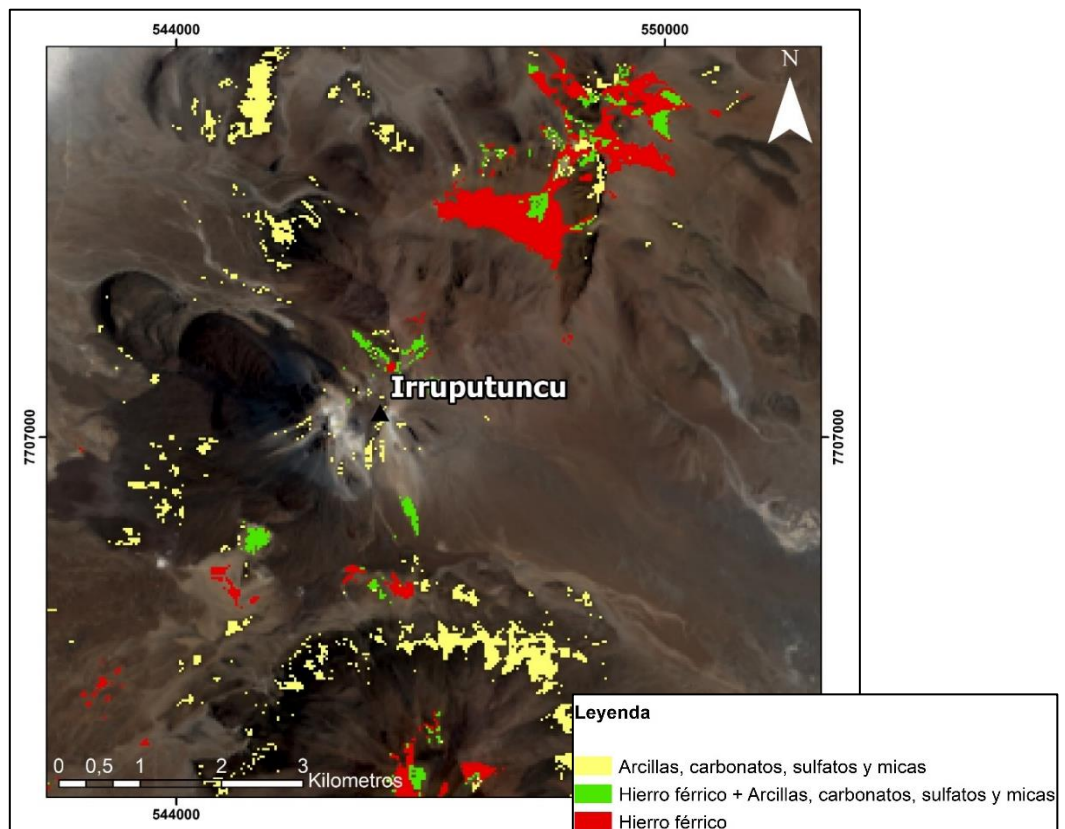 544000
550000
N
Irruputuncu
7707000
7707000
0 0,5 1 2 3
Kilometros
544000
Leyenda
Arcillas, carbonatos, sulfatos y micas
Hierro férrico + Arcillas, carbonatos, sulfatos y micas
Hierro férrico